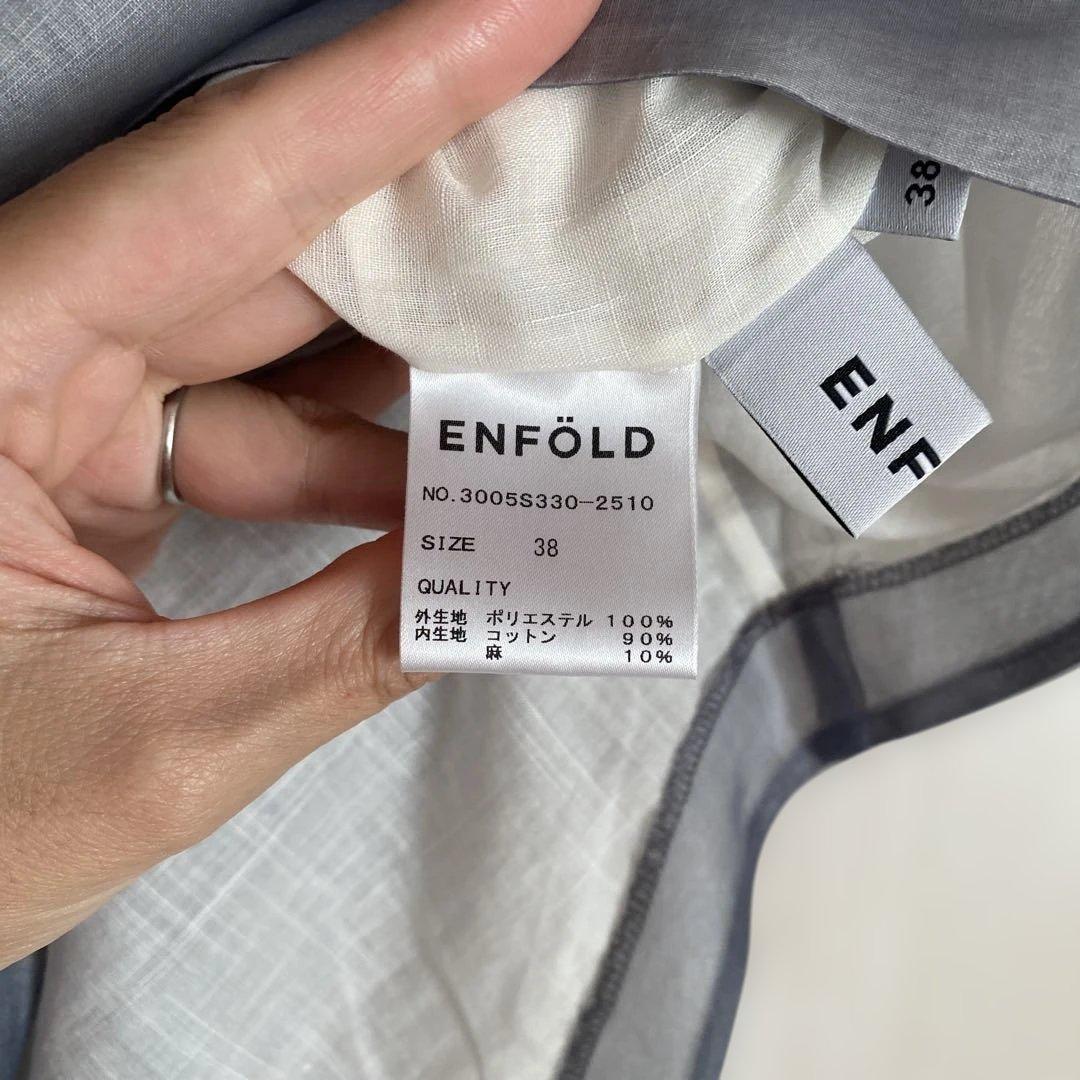 38
ENF
ENFÖLD
NO.3005S330-2510
SIZE 38
QUALITY
外生地 ポリエステル 100%
内生地 コットン 90%
麻 10%